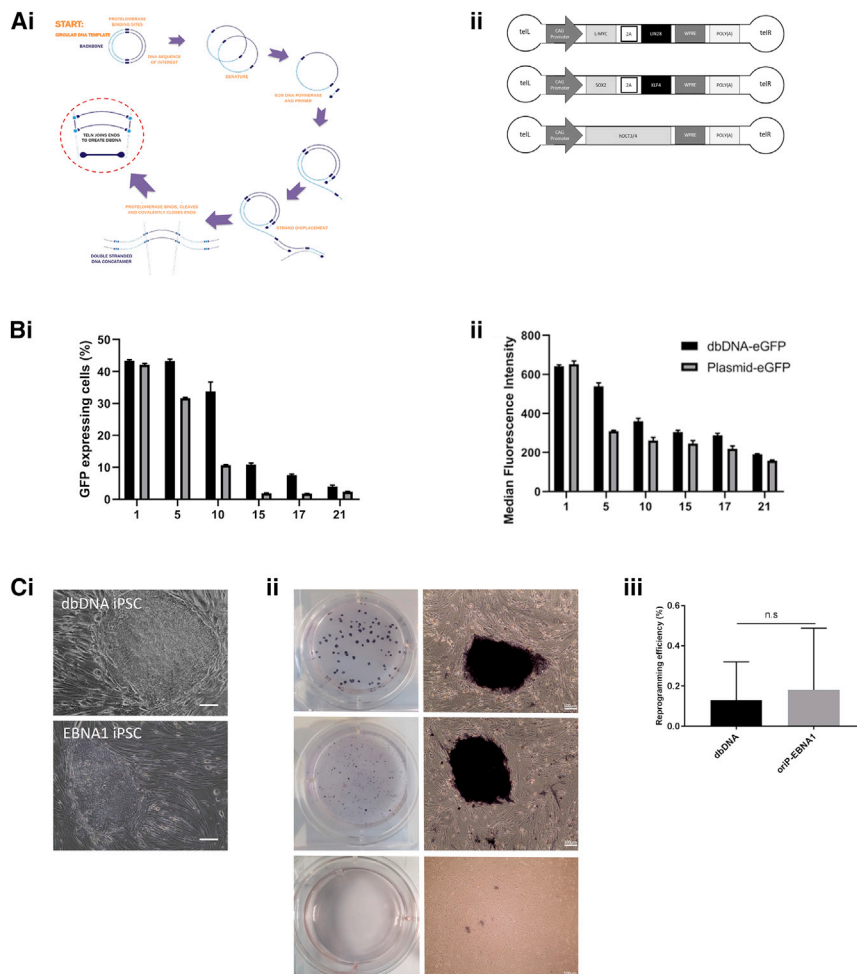 Ai
START:
CIRCULAR DNA TEMPLATE
PROTELOMERASE
BINDING SITES
BACKBONE
DNA SEQUENCE
OF INTEREST
DENATURE
AND PRIMER
STRAND DISPLACEMENT
PROTELOMERASE BINDS, CLEAVES
AND COVALENTLY CLOSES ENDS
DOUBLE STRANDED
DNA CONCATAMER
TELN JOINS ENDS
TO CREATE DBDNA
ii
telL
CAG
Promoter
L-MYC
2A
LIN28
WPRE
POLY(A)
telR
telL
CAG
Promoter
SOX2
2A
KLF4
WPRE
POLY(A)
telR
telL
CAG
Promoter
hOCT3/4
WPRE
POLY(A)
telR
Bi
GFP expressing cells (%)
50
40
30
20
10
0
1 5 10 15 17 21
ii
Median Fluorescence Intensity
800
600
400
200
0
1 5 10 15 17 21
dbDNA-eGFP
Plasmid-eGFP
Ci
dbDNA iPSC
EBNA1 iPSC
ii
iii
Reprogramming efficiency (%)
0.6
0.4
0.2
0.0
n.s
dbDNA
oriP-EBNA1